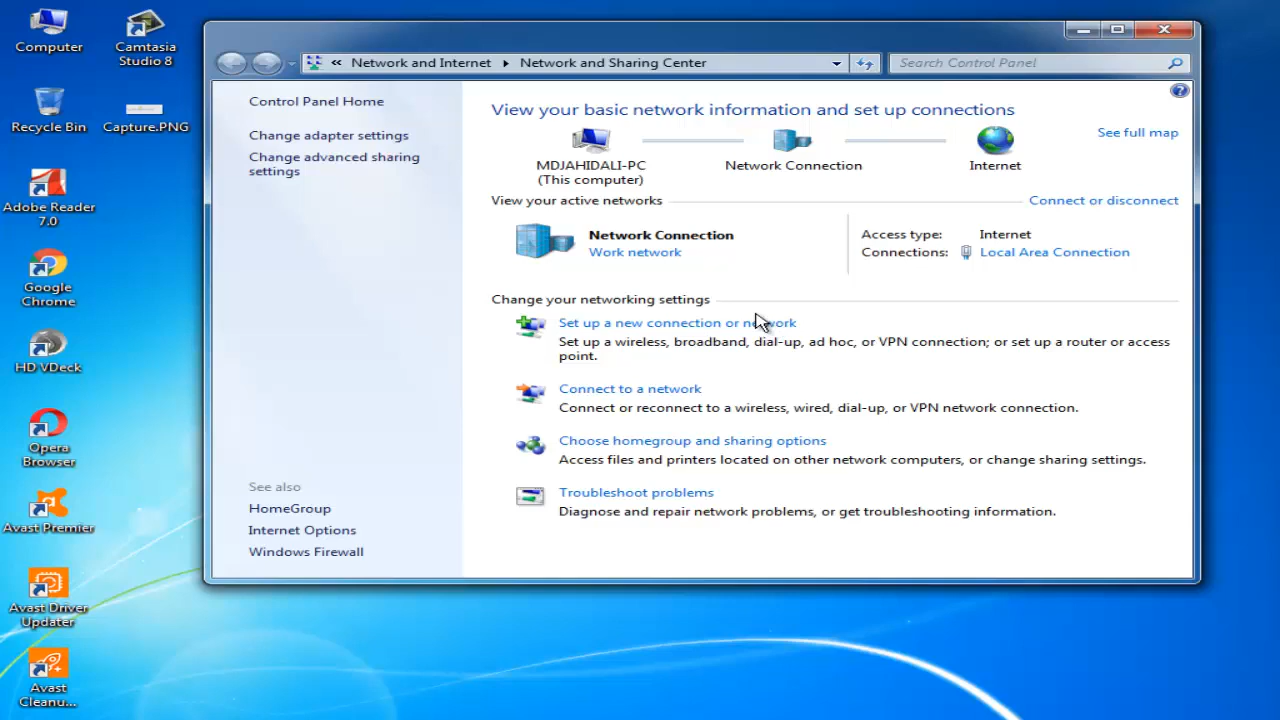 Computer
Camtasia
Studio 8
Recycle Bin
Capture.PNG
Adobe Reader
7.0
Google
Chrome
HD VDeck
Opera
Browser
Avast Premier
Avast Driver
Updater
Avast
Cleanu...
« Network and Internet ▸ Network and Sharing Center
Search Control Panel
Control Panel Home
Change adapter settings
Change advanced sharing
settings
See also
HomeGroup
Internet Options
Windows Firewall
View your basic network information and set up connections
See full map
MDJAHIDALI-PC
(This computer)
Network Connection
Internet
View your active networks
Connect or disconnect
Network Connection
Work network
Access type: Internet
Connections: Local Area Connection
Change your networking settings
Set up a new connection or network
Set up a wireless, broadband, dial-up, ad hoc, or VPN connection; or set up a router or access
point.
Connect to a network
Connect or reconnect to a wireless, wired, dial-up, or VPN network connection.
Choose homegroup and sharing options
Access files and printers located on other network computers, or change sharing settings.
Troubleshoot problems
Diagnose and repair network problems, or get troubleshooting information.